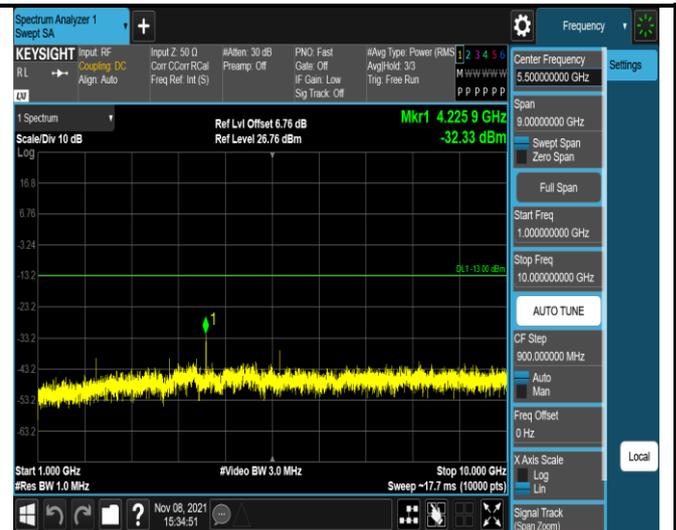 Spectrum Analyzer 1
Swept SA
+
Frequency
KEYSIGHT
RL
LXI
Input: RF
Coupling: DC
Align: Auto
Input Z: 50 Ω
Corr CCorr RCal
Freq Ref: Int (S)
#Atten: 30 dB
Preamp: Off
PNO: Fast
Gate: Off
IF Gain: Low
Sig Track: Off
#Avg Type: Power (RMS
Avg|Hold: 3/3
Trig: Free Run
1 2 3 4 5 6
M W W W W W
P P P P P P
1 Spectrum
Scale/Div 10 dB
Log
Ref Lvl Offset 6.76 dB
Ref Level 26.76 dBm
Mkr1 4.225 9 GHz
-32.33 dBm
16.8
6.76
-3.24
-13.2
-23.2
-33.2
-43.2
-53.2
-63.2
DL1 -13.00 dBm
1
Start 1.000 GHz
#Res BW 1.0 MHz
#Video BW 3.0 MHz
Stop 10.000 GHz
Sweep ~17.7 ms (10000 pts)
?
Nov 08, 2021
15:34:51
Center Frequency
5.500000000 GHz
Span
9.00000000 GHz
Swept Span
Zero Span
Full Span
Start Freq
1.000000000 GHz
Stop Freq
10.000000000 GHz
AUTO TUNE
CF Step
900.000000 MHz
Auto
Man
Freq Offset
0 Hz
X Axis Scale
Log
Lin
Signal Track
(Span Zoom)
Settings
Local